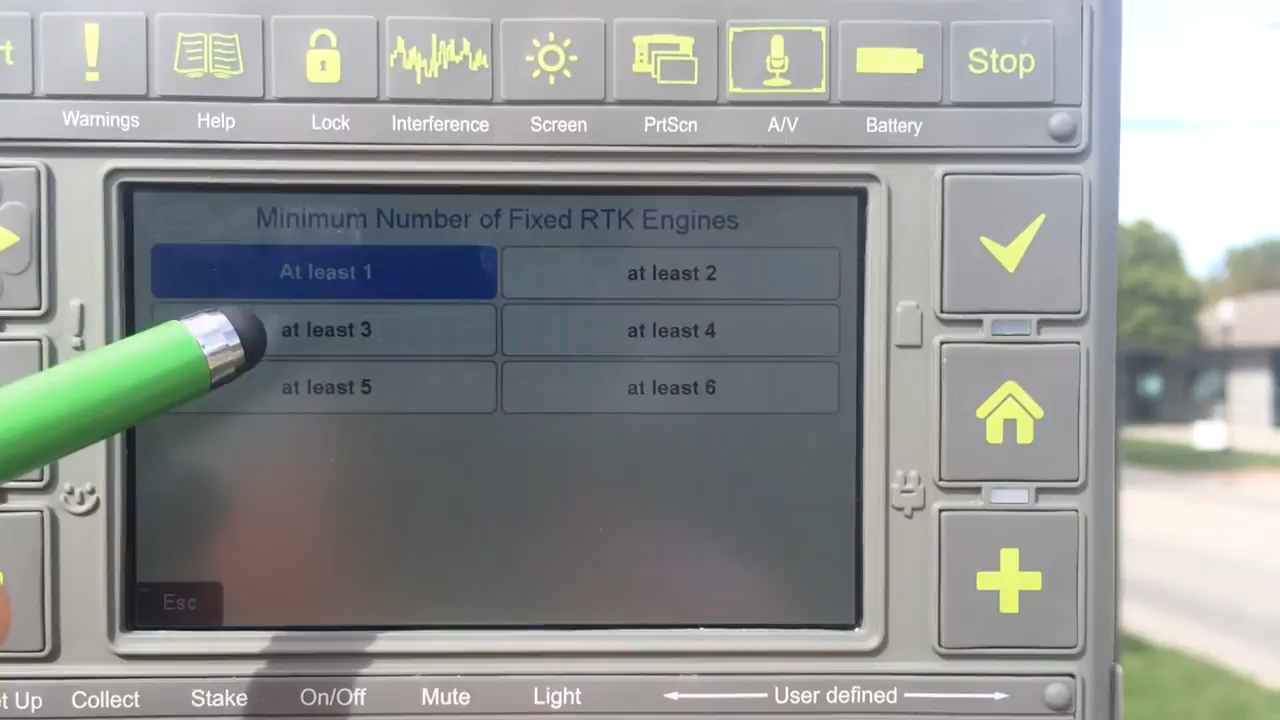 rt
Stop
Warnings Help Lock Interference Screen PrtScn A/V Battery
Minimum Number of Fixed RTK Engines
At least 1 at least 2
at least 3 at least 4
at least 5 at least 6
Esc
t Up Collect Stake On/Off Mute Light User defined